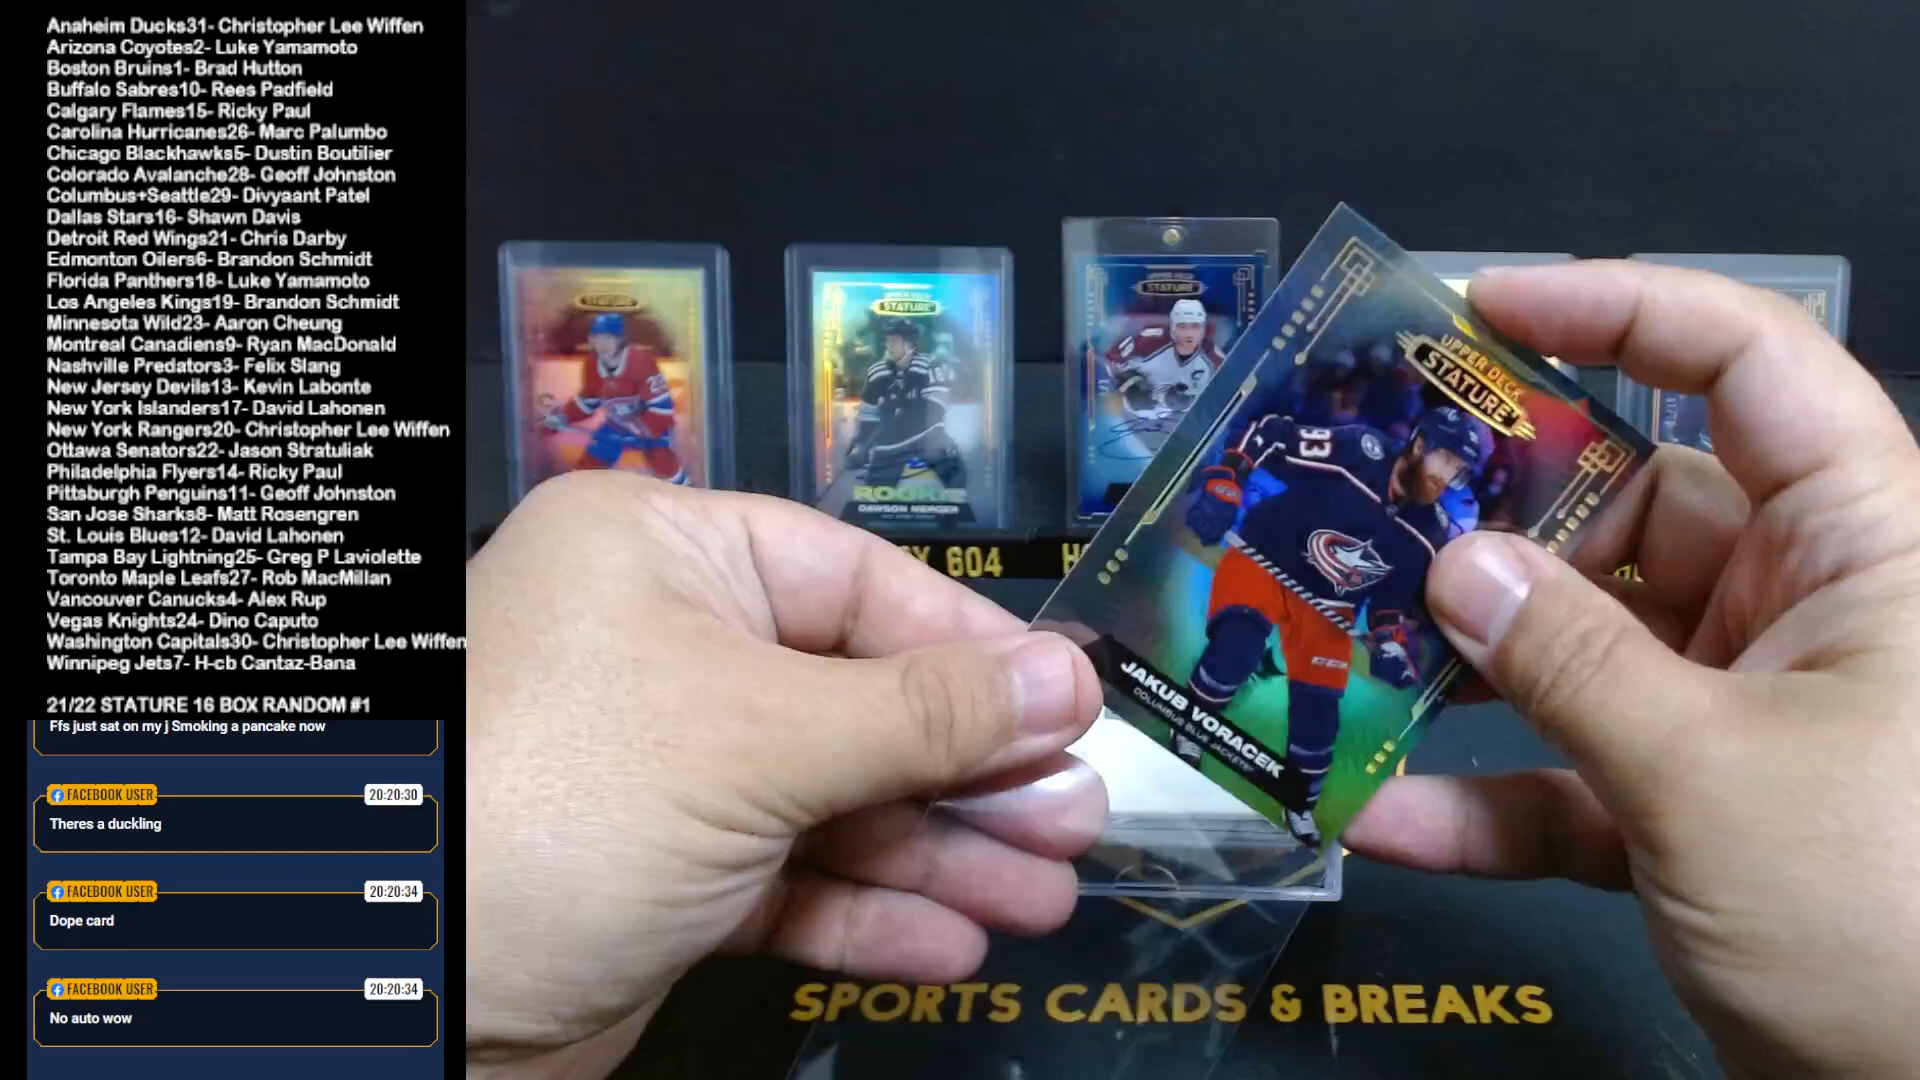 Anaheim Ducks31- Christopher Lee Wiffen
Arizona Coyotes2- Luke Yamamoto
Boston Bruins1- Brad Hutton
Buffalo Sabres10- Rees Padfield
Calgary Flames15- Ricky Paul
Carolina Hurricanes26- Marc Palumbo
Chicago Blackhawks5- Dustin Boutilier
Colorado Avalanche28- Geoff Johnston
Columbus+Seattle29- Divyaant Patel
Dallas Stars16- Shawn Davis
Detroit Red Wings21- Chris Darby
Edmonton Oilers6- Brandon Schmidt
Florida Panthers18- Luke Yamamoto
Los Angeles Kings19- Brandon Schmidt
Minnesota Wild23- Aaron Cheung
Montreal Canadiens9- Ryan MacDonald
Nashville Predators3- Felix Slang
New Jersey Devils13- Kevin Labonte
New York Islanders17- David Lahonen
New York Rangers20- Christopher Lee Wiffen
Ottawa Senators22- Jason Stratuliak
Philadelphia Flyers14- Ricky Paul
Pittsburgh Penguins11- Geoff Johnston
San Jose Sharks8- Matt Rosengren
St. Louis Blues12- David Lahonen
Tampa Bay Lightning25- Greg P Laviolette
Toronto Maple Leafs27- Rob MacMillan
Vancouver Canucks4- Alex Rup
Vegas Knights24- Dino Caputo
Washington Capitals30- Christopher Lee Wiffen
Winnipeg Jets7- H-cb Cantaz-Bana
21/22 STATURE 16 BOX RANDOM #1
Ffs just sat on my j Smoking a pancake now
FACEBOOK USER
20:20:30
Theres a duckling
FACEBOOK USER
20:20:34
Dope card
FACEBOOK USER
20:20:34
No auto wow
STATURE
UPPER DECK
STATURE
ROOKIE
DAWSON MERCER
UPPER DECK
STATURE
UPPER DECK
STATURE
93
CCM
JAKUB VORACEK
COLUMBUS BLUE JACKETS
604
SPORTS CARDS & BREAKS